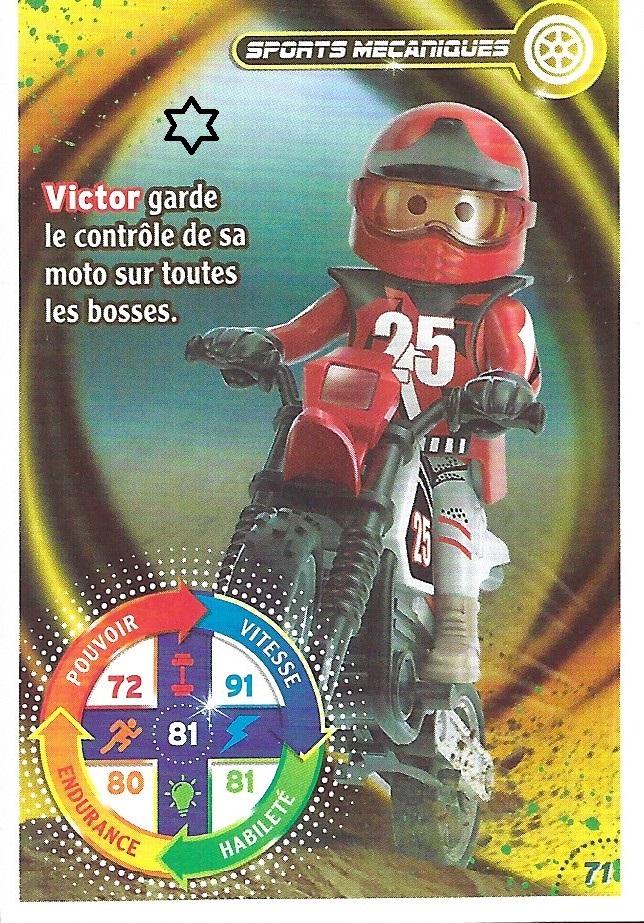 SPORTS MECANIQUES
Victor garde
le contrôle de sa
moto sur toutes
les bosses.
25
25
POUVOIR
VITESSE
72
91
81
80
81
ENDURANCE
HABILETÉ
71